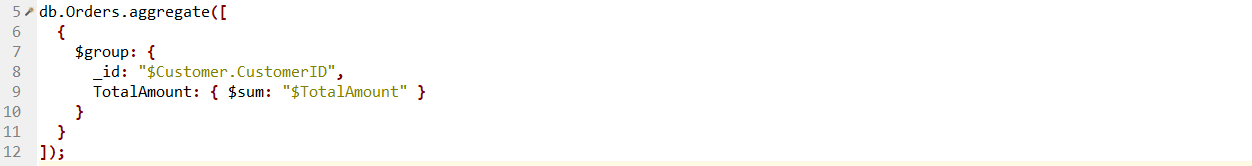 5 db.Orders.aggregate([
6   {
7     $group: {
8       _id: "$Customer.CustomerID",
9       TotalAmount: { $sum: "$TotalAmount" }
10     }
11   }
12 ]);